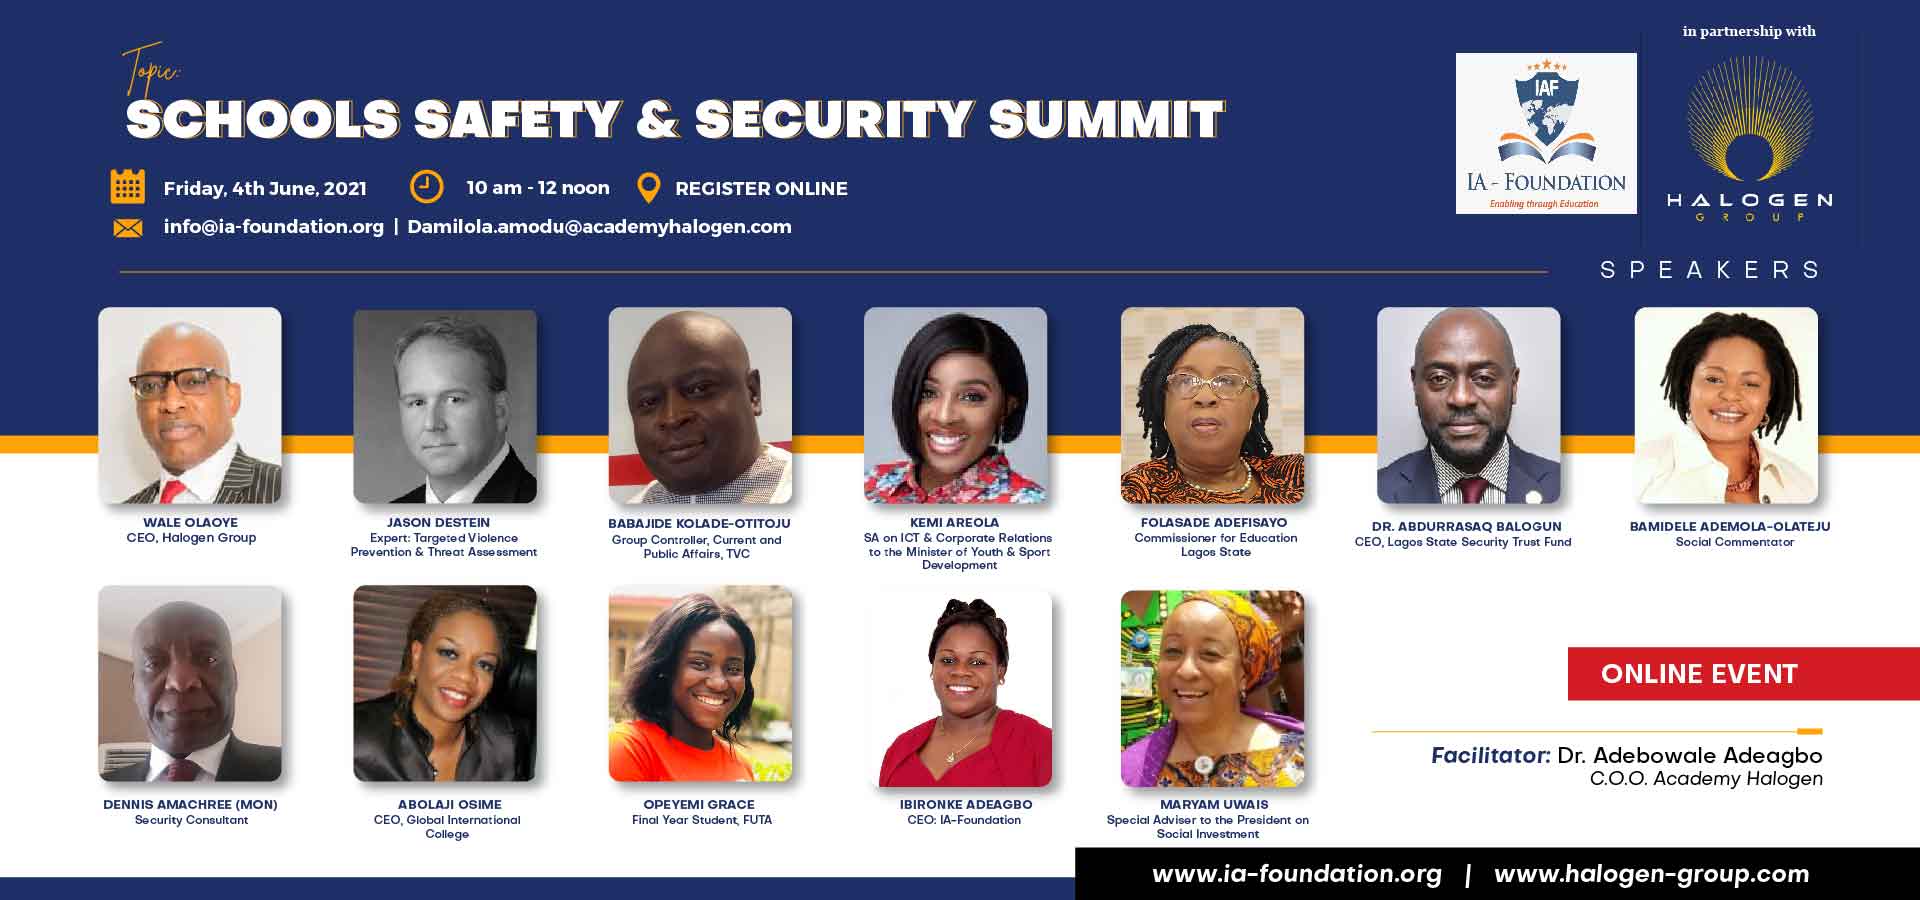 Topic:
SCHOOLS SAFETY & SECURITY SUMMIT
Friday, 4th June, 2021
10 am - 12 noon
REGISTER ONLINE
info@ia-foundation.org | Damilola.amodu@academyhalogen.com
IAF
IA - FOUNDATION
Enabling through Education
in partnership with
HALOGEN
GROUP
SPEAKERS
WALE OLAOYE
CEO, Halogen Group
JASON DESTEIN
Expert: Targeted Violence
Prevention & Threat Assessment
BABAJIDE KOLADE-OTITOJU
Group Controller, Current and
Public Affairs, TVC
KEMI AREOLA
SA on ICT & Corporate Relations
to the Minister of Youth & Sport
Development
FOLASADE ADEFISAYO
Commissioner for Education
Lagos State
DR. ABDURRASAQ BALOGUN
CEO, Lagos State Security Trust Fund
BAMIDELE ADEMOLA-OLATEJU
Social Commentator
DENNIS AMACHREE (MON)
Security Consultant
ABOLAJI OSIME
CEO, Global International
College
OPEYEMI GRACE
Final Year Student, FUTA
IBIRONKE ADEAGBO
CEO: IA-Foundation
MARYAM UWAIS
Special Adviser to the President on
Social Investment
ONLINE EVENT
Facilitator: Dr. Adebowale Adeagbo
C.O.O. Academy Halogen
www.ia-foundation.org | www.halogen-group.com